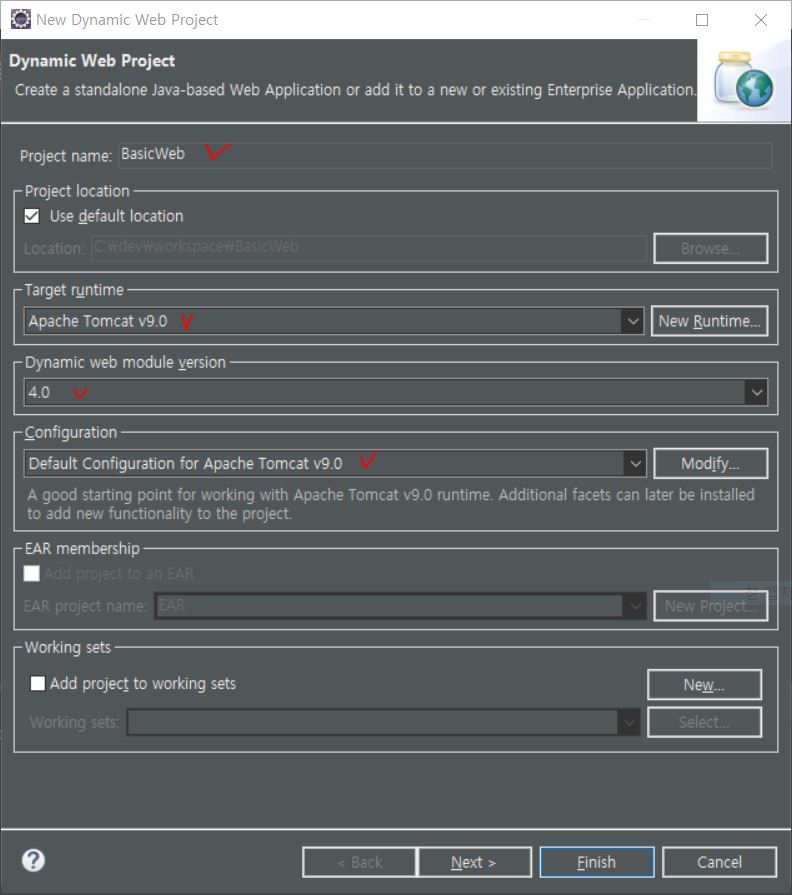 New Dynamic Web Project
Dynamic Web Project
Create a standalone Java-based Web Application or add it to a new or existing Enterprise Application.
Project name: BasicWeb
Project location
Use default location
Location: C:₩dev₩workspace₩BasicWeb Browse...
Target runtime
Apache Tomcat v9.0 New Runtime...
Dynamic web module version
4.0
Configuration
Default Configuration for Apache Tomcat v9.0 Modify...
A good starting point for working with Apache Tomcat v9.0 runtime. Additional facets can later be installed
to add new functionality to the project.
EAR membership
Add project to an EAR
EAR project name: EAR New Project...
Working sets
Add project to working sets
New...
Working sets: Select...
< Back Next > Finish Cancel